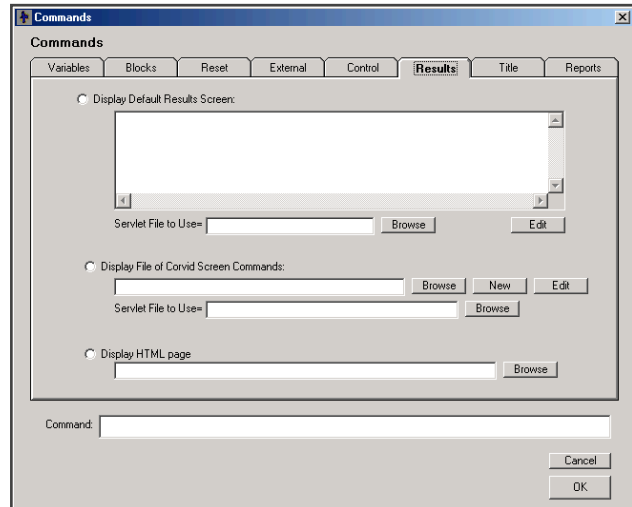 Commands
Commands
Variables Blocks Reset External Control Results Title Reports
Display Default Results Screen:
Servlet File to Use= Browse Edit
Display File of Corvid Screen Commands:
Browse New Edit
Servlet File to Use= Browse
Display HTML page
Browse
Command:
Cancel
OK